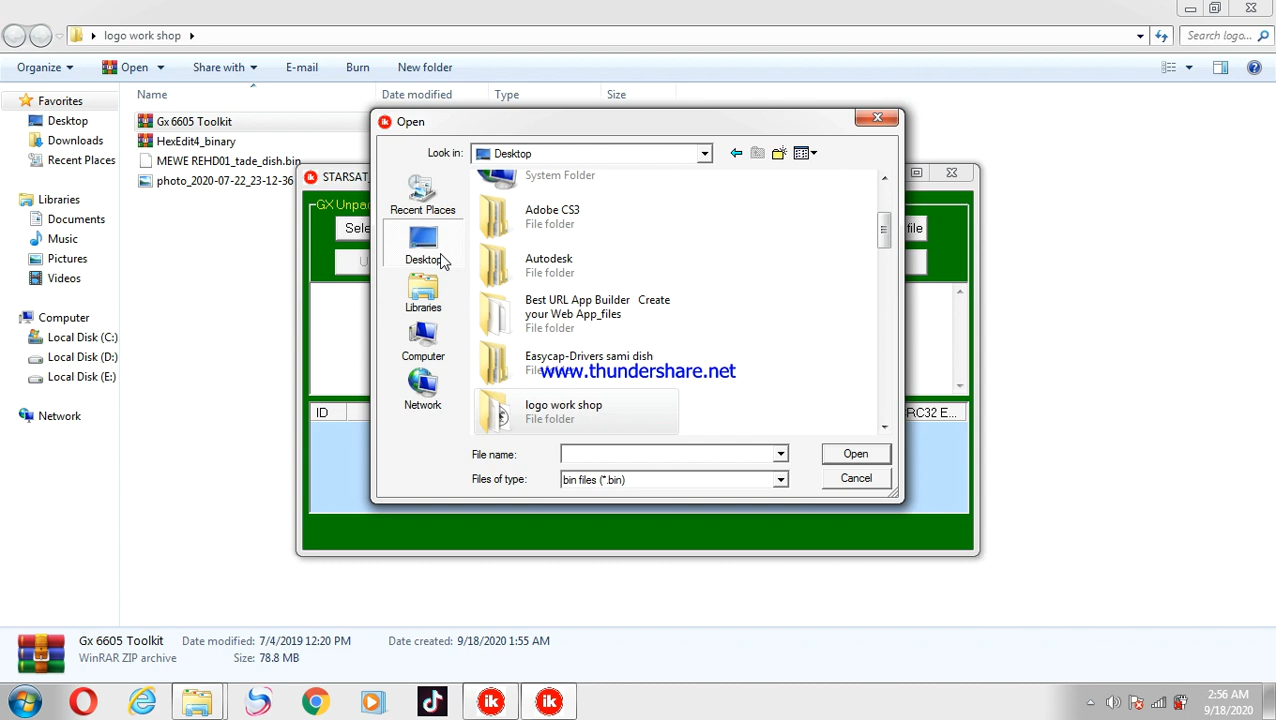 logo work shop
Search logo...
Organize
Open
Share with
E-mail
Burn
New folder
Favorites
Desktop
Downloads
Recent Places
Libraries
Documents
Music
Pictures
Videos
Computer
Local Disk (C:)
Local Disk (D:)
Local Disk (E:)
Network
Name
Date modified
Type
Size
Gx 6605 Toolkit
HexEdit4_binary
MEWE REHD01_tade_dish.bin
photo_2020-07-22_23-12-36
STARSAT_
GX Unpa
Sele
file
U
ID
RC32 E...
Open
Look in:
Desktop
Recent Places
Desktop
Libraries
Computer
Network
System Folder
Adobe CS3
File folder
Autodesk
File folder
Best URL App Builder Create
your Web App_files
File folder
Easycap-Drivers sami dish
www.thundershare.net
logo work shop
File folder
File name:
Open
Files of type:
bin files (*.bin)
Cancel
Gx 6605 Toolkit
Date modified: 7/4/2019 12:20 PM
Date created: 9/18/2020 1:55 AM
WinRAR ZIP archive
Size: 78.8 MB
2:56 AM
9/18/2020